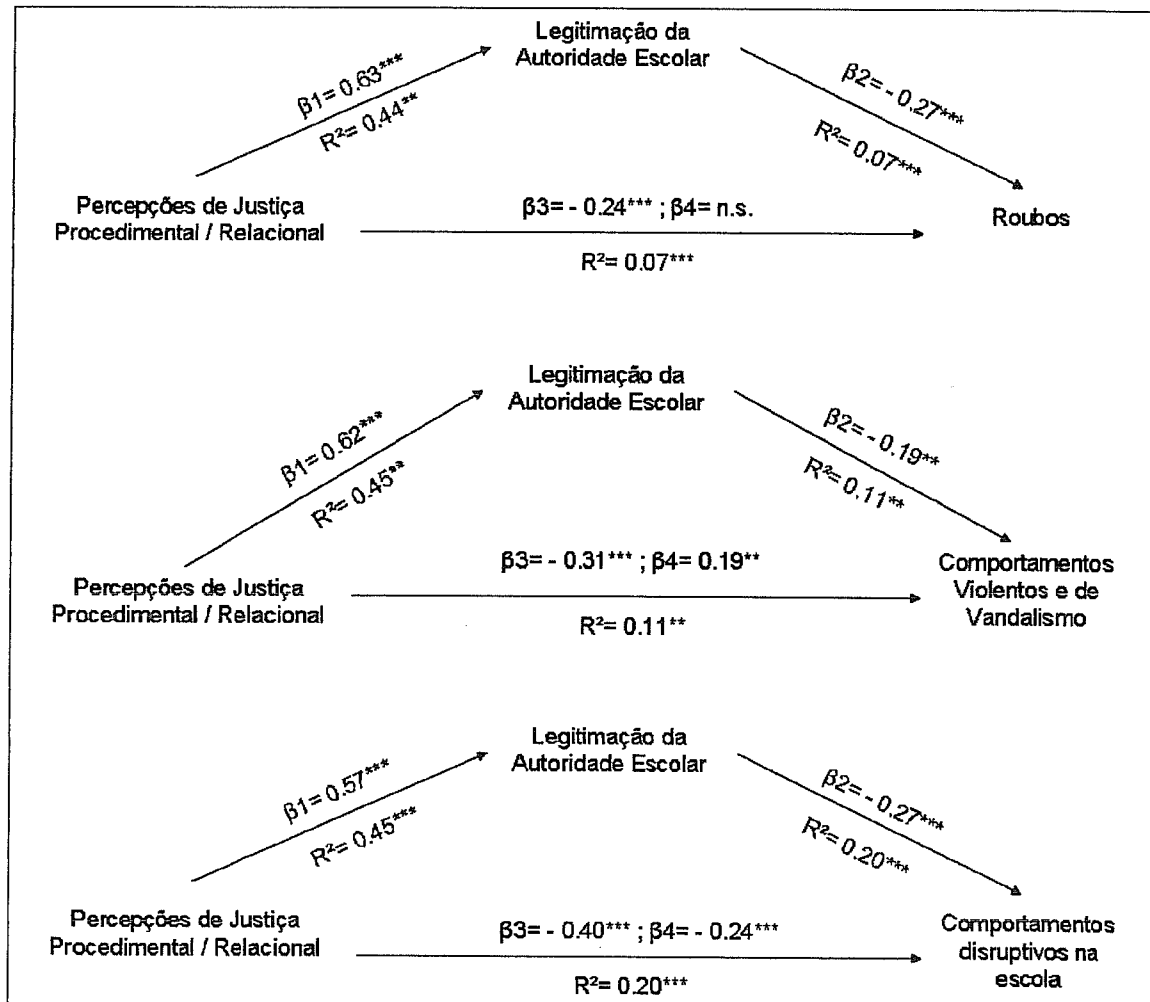 Legitimação da
Autoridade Escolar
β1= 0.63***
R²= 0.44**
β2= - 0.27***
R²= 0.07***
Percepções de Justiça
Procedimental / Relacional
β3= - 0.24*** ; β4= n.s.
R²= 0.07***
Roubos
Legitimação da
Autoridade Escolar
β1= 0.62***
R²= 0.45**
β2= - 0.19**
R²= 0.11**
Percepções de Justiça
Procedimental / Relacional
β3= - 0.31*** ; β4= 0.19**
R²= 0.11**
Comportamentos
Violentos e de
Vandalismo
Legitimação da
Autoridade Escolar
β1= 0.57***
R²= 0.45***
β2= - 0.27***
R²= 0.20***
Percepções de Justiça
Procedimental / Relacional
β3= - 0.40*** ; β4= - 0.24***
R²= 0.20***
Comportamentos
disruptivos na
escola